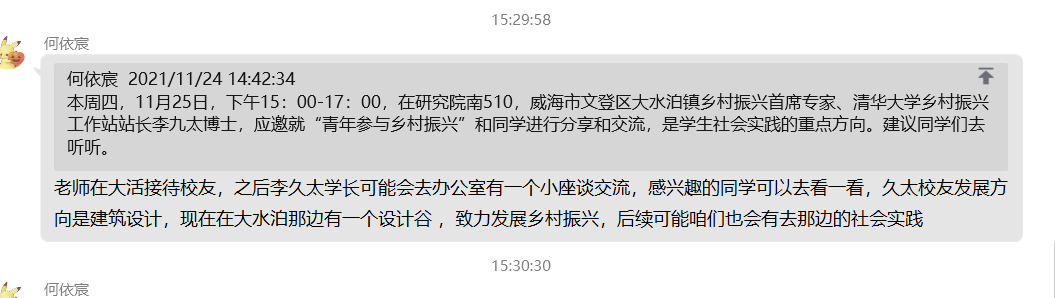 15:29:58
何依宸
何依宸 2021/11/24 14:42:34
本周四，11月25日，下午15：00-17：00，在研究院南510，威海市文登区大水泊镇乡村振兴首席专家、清华大学乡村振兴
工作站站长李九太博士，应邀就“青年参与乡村振兴”和同学进行分享和交流，是学生社会实践的重点方向。建议同学们去
听听。
老师在大活接待校友，之后李久太学长可能会去办公室有一个小座谈交流，感兴趣的同学可以去看一看，久太校友发展方
向是建筑设计，现在在大水泊那边有一个设计谷 ，致力发展乡村振兴，后续可能咱们也会有去那边的社会实践
15:30:30
何依宸